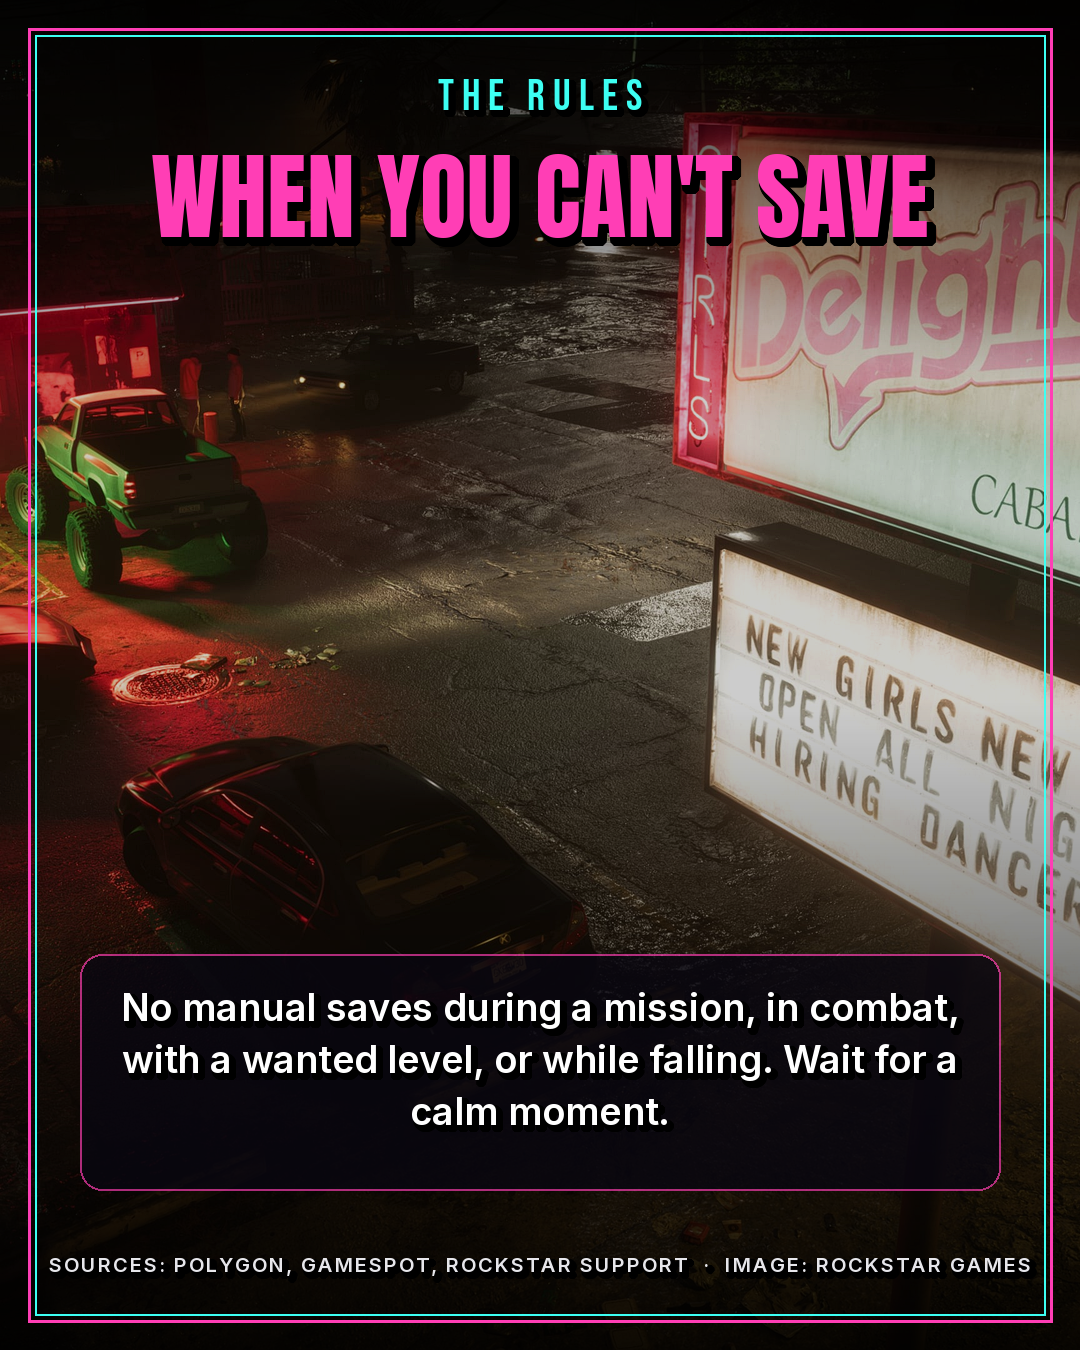 THE RULES
WHEN YOU CAN'T SAVE
GIRLS
Delight
CABA
NEW GIRLS NEW
OPEN ALL NIG
HIRING DANCER
No manual saves during a mission, in combat,
with a wanted level, or while falling. Wait for a
calm moment.
SOURCES: POLYGON, GAMESPOT, ROCKSTAR SUPPORT · IMAGE: ROCKSTAR GAMES